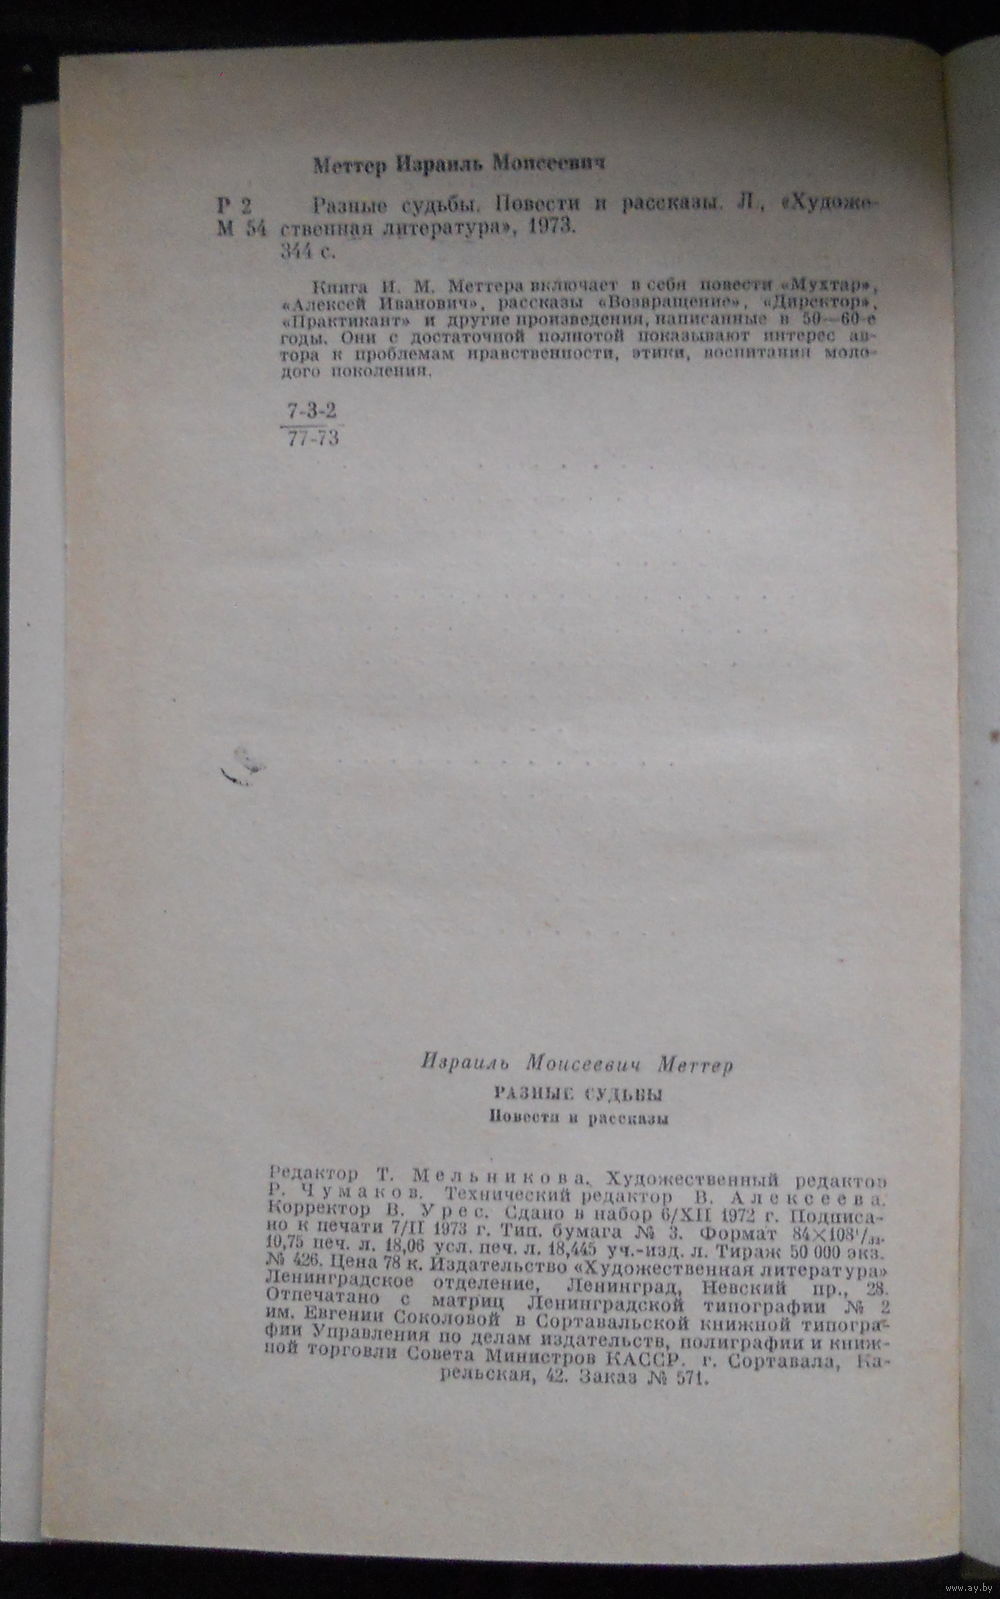 Меттер Израиль Моисеевич
Р 2 Разные судьбы. Повести и рассказы. Л., «Художе-
М 54 ственная литература», 1973.
344 с.
Книга И. М. Меттера включает в себя повести «Мухтар»,
«Алексей Иванович», рассказы «Возвращение», «Директор»,
«Практикант» и другие произведения, написанные в 50—60-е
годы. Они с достаточной полнотой показывают интерес ав-
тора к проблемам нравственности, этики, воспитания моло-
дого поколения.
7-3-2
77-73
Израиль Моисеевич Меттер
РАЗНЫЕ СУДЬБЫ
Повести и рассказы
Редактор Т. Мельникова. Художественный редактор
Р. Чумаков. Технический редактор В. Алексеева.
Корректор В. Урес. Сдано в набор 6/XII 1972 г. Подписа-
но к печати 7/II 1973 г. Тип. бумага № 3. Формат 84×108¹/₃₂.
10,75 печ. л. 18,06 усл. печ. л. 18,445 уч.-изд. л. Тираж 50 000 экз.
№ 426. Цена 78 к. Издательство «Художественная литература»
Ленинградское отделение, Ленинград, Невский пр., 28.
Отпечатано с матриц Ленинградской типографии № 2
им. Евгении Соколовой в Сортавальской книжной типогра-
фии Управления по делам издательств, полиграфии и книж-
ной торговли Совета Министров КАССР. г. Сортавала, Ка-
рельская, 42. Заказ № 571.
www.ay.by